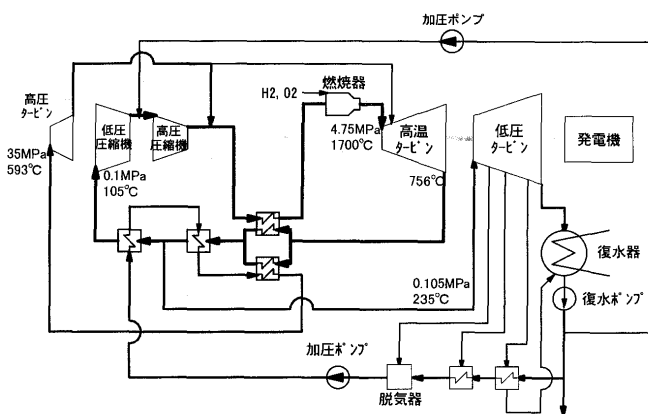 加圧ポンプ
燃焼器
H2, O2
高圧
タービン
低圧
圧縮機
高圧
圧縮機
4.75MPa
1700℃
高温
タービン
低圧
タービン
発電機
35MPa
593℃
0.1MPa
105℃
756℃
復水器
0.105MPa
235℃
復水ポンプ
加圧ポンプ
脱気器